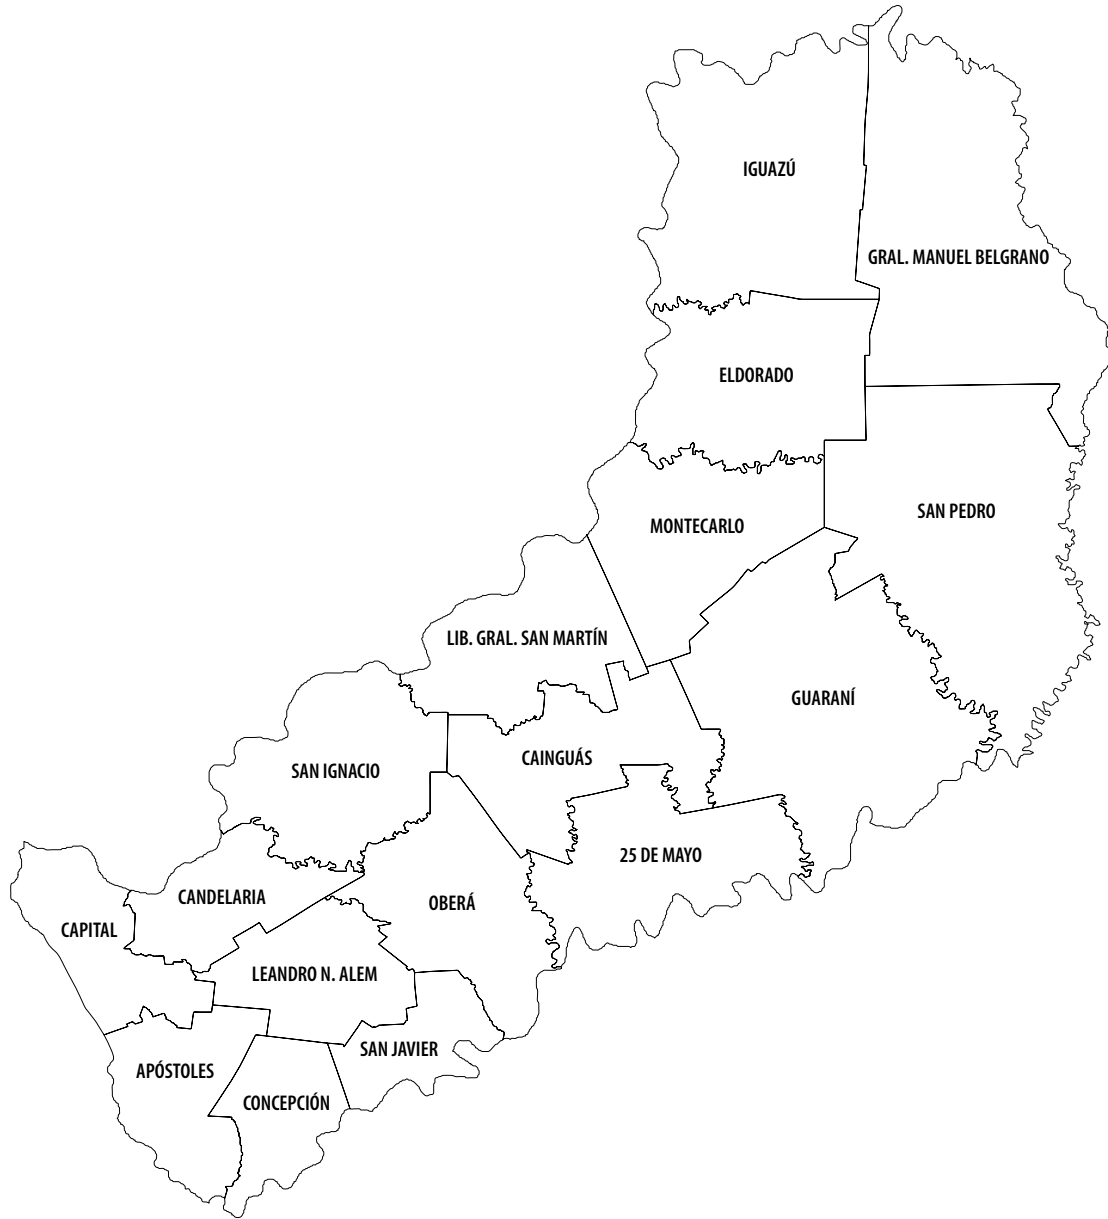 IGUAZÚ
GRAL. MANUEL BELGRANO
ELDORADO
SAN PEDRO
MONTECARLO
LIB. GRAL. SAN MARTÍN
GUARANÍ
CAINGUÁS
SAN IGNACIO
25 DE MAYO
CANDELARIA
OBERÁ
CAPITAL
LEANDRO N. ALEM
SAN JAVIER
APÓSTOLES
CONCEPCIÓN